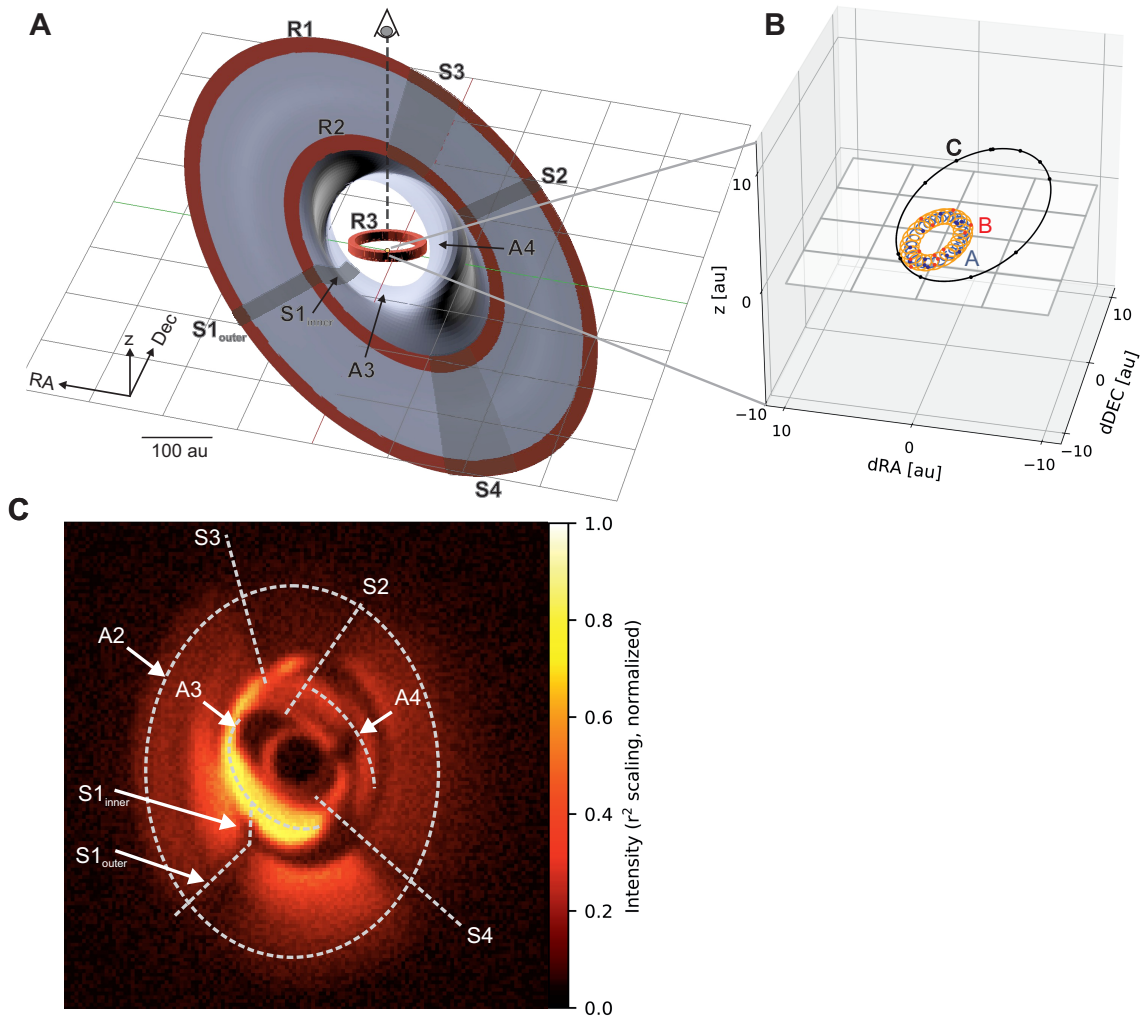 A
R1
S3
R2
S2
R3
A4
S1inner
S1outer
A3
z
Dec
RA
100 au
S4
B
C
B
A
10
z [au]
0
-10
10
0
-10
dRA [au]
-10
0
10
dDEC [au]
C
S3
S2
A2
A3
A4
S1inner
S1outer
S4
1.0
0.8
0.6
0.4
0.2
0.0
Intensity (r² scaling, normalized)